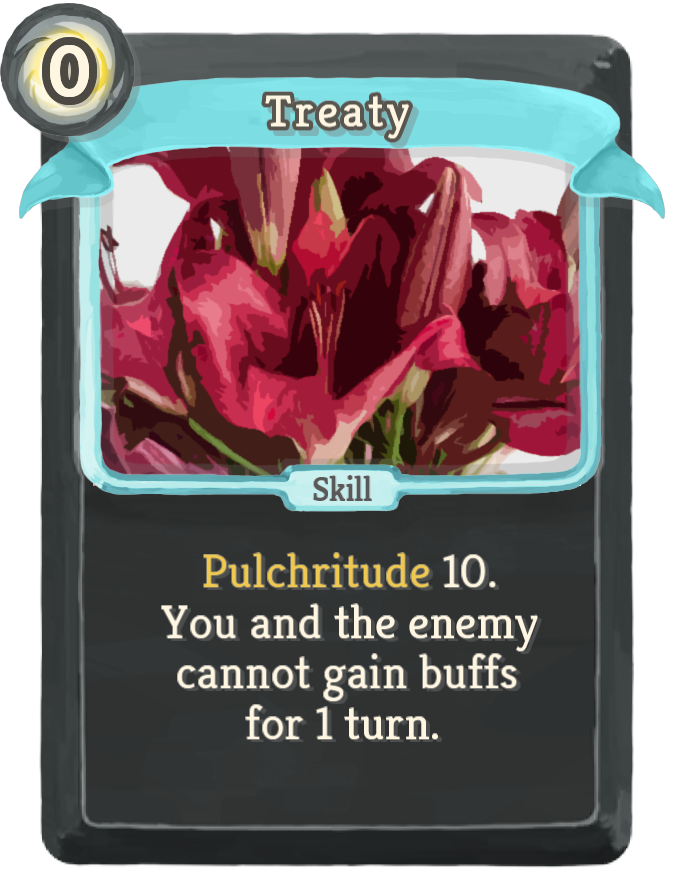 0
Treaty
Skill
Pulchritude 10.
You and the enemy
cannot gain buffs
for 1 turn.